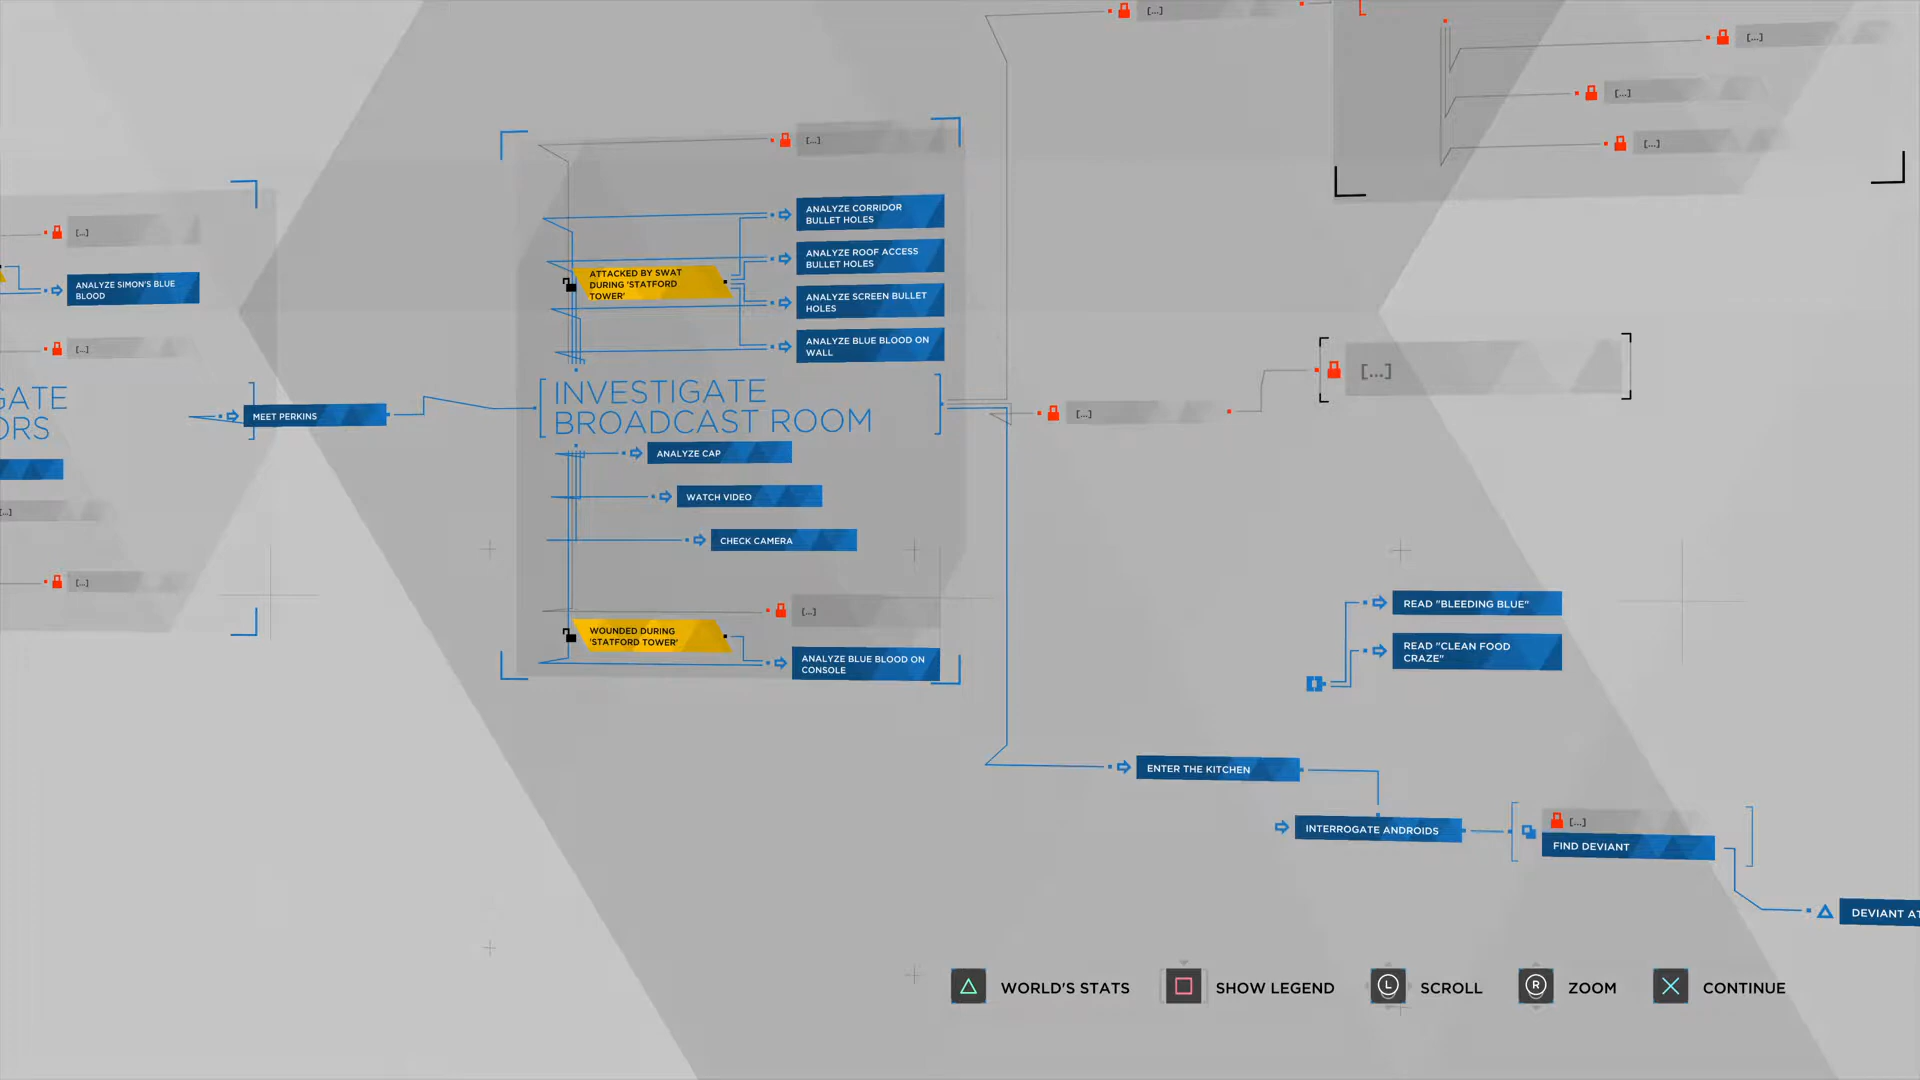 [...]
[...]
[...]
[...]
[...]
[...]
ANALYZE SIMON'S BLUE
BLOOD
[...]
GATE
ORS
[...]
[...]
MEET PERKINS
ANALYZE CORRIDOR
BULLET HOLES
ANALYZE ROOF ACCESS
BULLET HOLES
ATTACKED BY SWAT
DURING 'STATFORD
TOWER'
ANALYZE SCREEN BULLET
HOLES
ANALYZE BLUE BLOOD ON
WALL
INVESTIGATE
BROADCAST ROOM
ANALYZE CAP
WATCH VIDEO
CHECK CAMERA
[...]
WOUNDED DURING
'STATFORD TOWER'
ANALYZE BLUE BLOOD ON
CONSOLE
[...]
[...]
READ "BLEEDING BLUE"
READ "CLEAN FOOD
CRAZE"
ENTER THE KITCHEN
INTERROGATE ANDROIDS
[...]
FIND DEVIANT
DEVIANT AT
WORLD'S STATS
SHOW LEGEND
L
SCROLL
R
ZOOM
CONTINUE